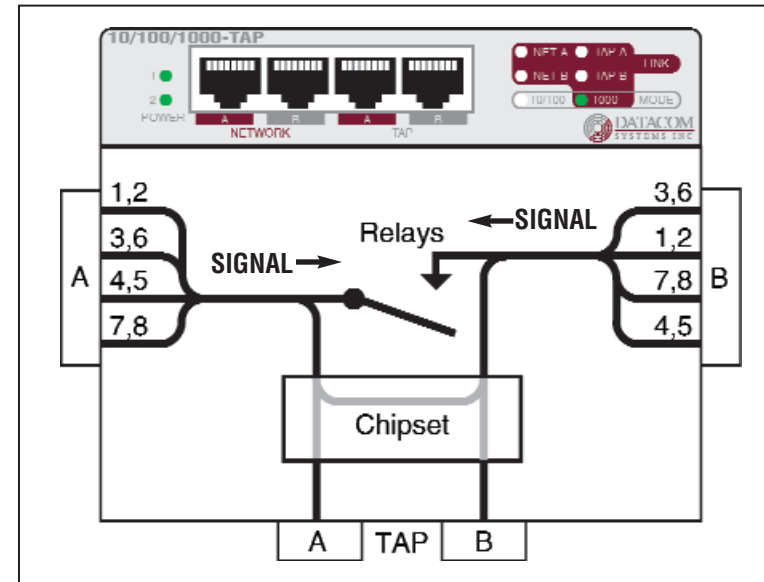 10/100/1000-TAP
1
2
POWER
A B A B
NETWORK TAP
NET A TAP A
NET B TAP B
LINK
10/100 1000 MODE
DATACOM
SYSTEMS INC
A
1,2
3,6
4,5
7,8
SIGNAL
Relays
SIGNAL
3,6
1,2
7,8
4,5
B
Chipset
A TAP B